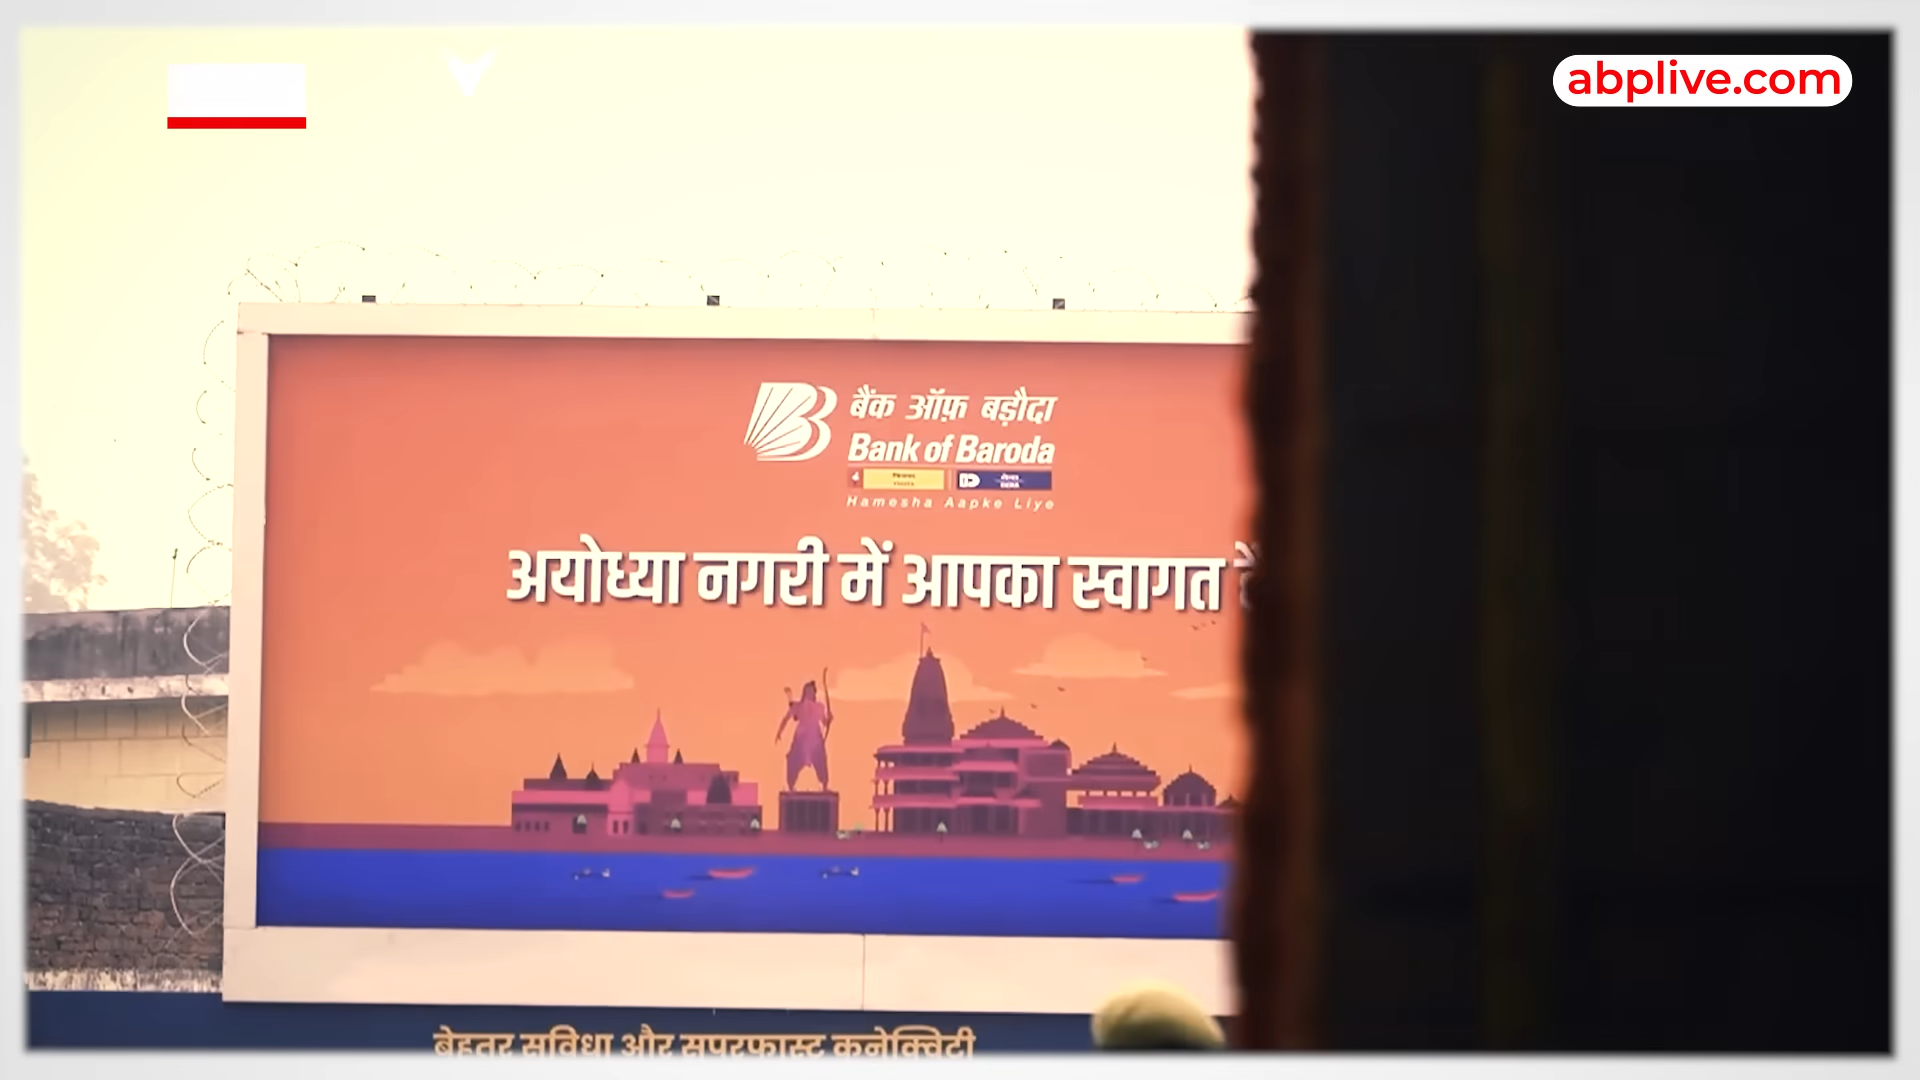 abplive.com
बैंक ऑफ़ बड़ौदा
Bank of Baroda
Hamesha Aapke Liye
अयोध्या नगरी में आपका स्वागत
बेहतर सुविधा और सुपरफास्ट कनेक्टिविटी